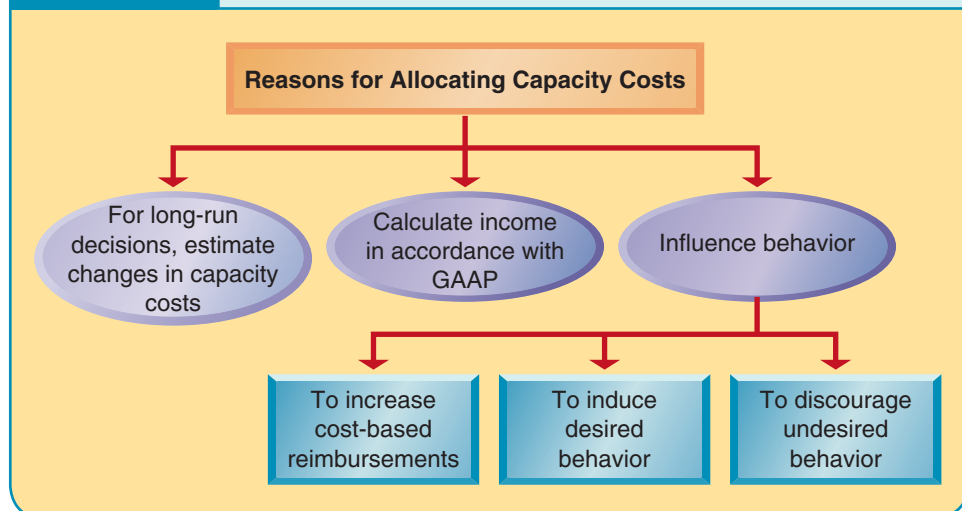 Reasons for Allocating Capacity Costs
For long-run
decisions, estimate
changes in capacity
costs
Calculate income
in accordance with
GAAP
Influence behavior
To increase
cost-based
reimbursements
To induce
desired
behavior
To discourage
undesired
behavior